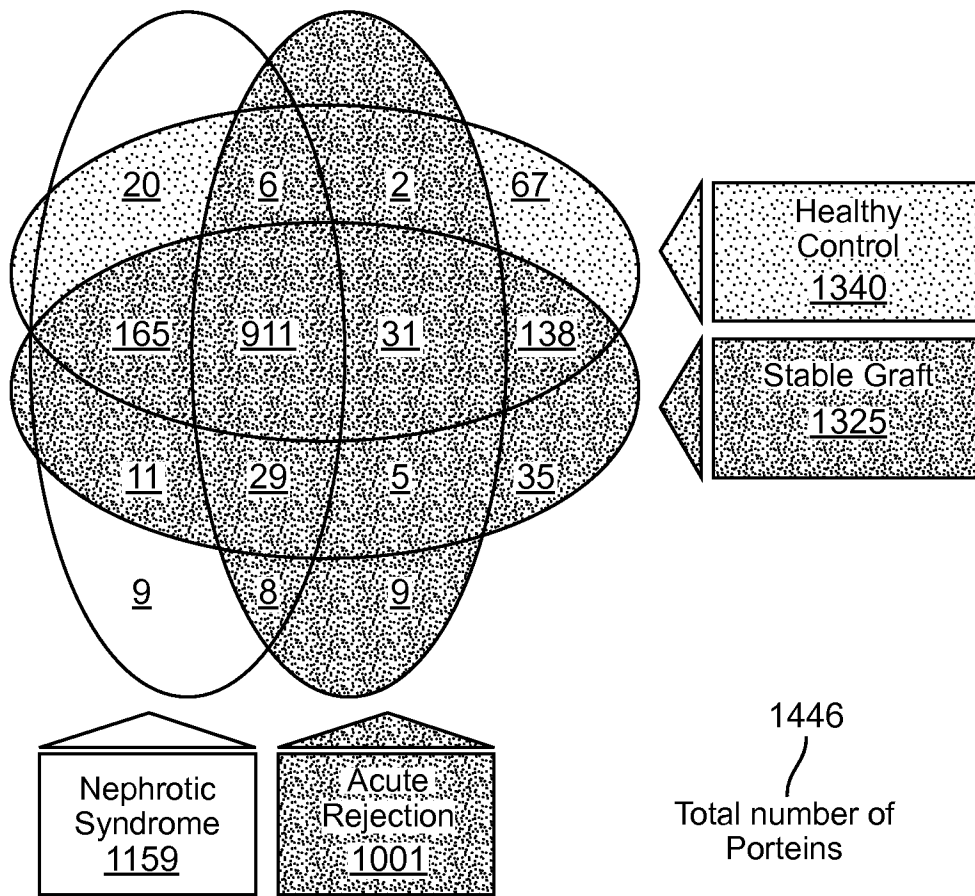 20 6 2 67
165 911 31 138
11 29 5 35
9 8 9
Healthy
Control
1340
Stable Graft
1325
Nephrotic
Syndrome
1159
Acute
Rejection
1001
1446
Total number of
Porteins